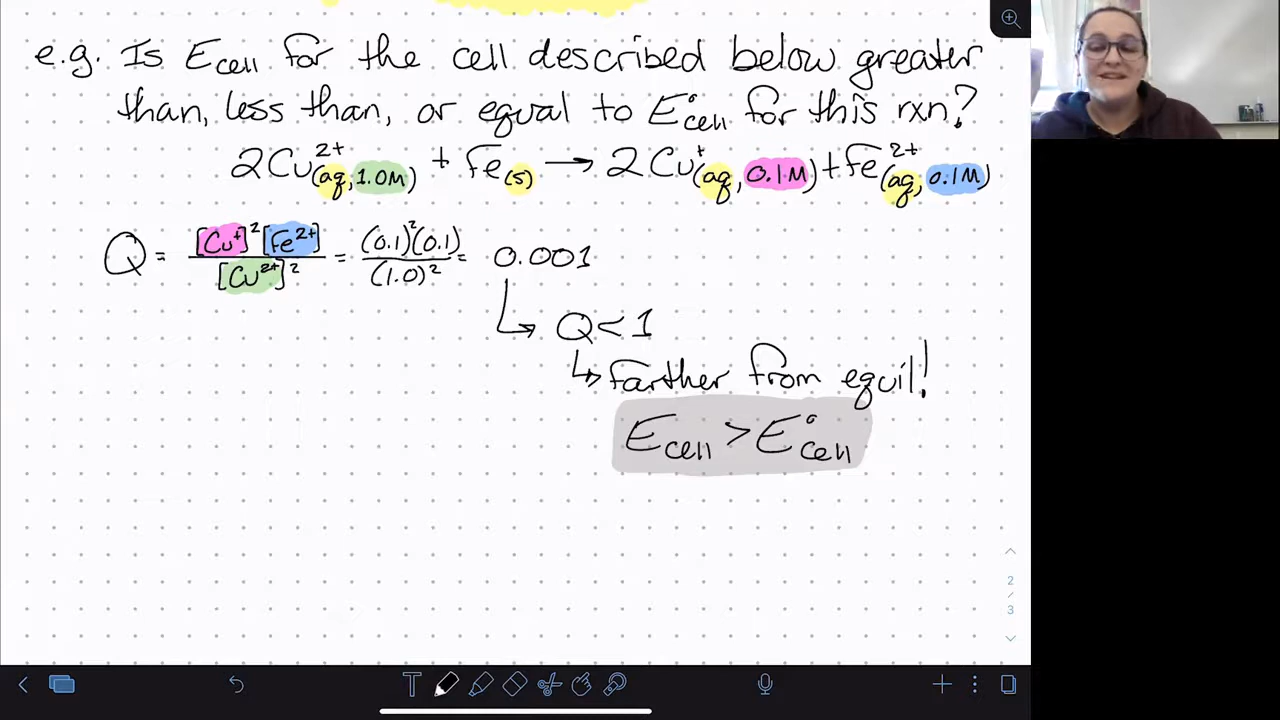 e.g. Is Ecell for the cell described below greater
than, less than, or equal to E°cell for this rxn?
2Cu²⁺(aq, 1.0M) + Fe(s) → 2Cu⁺(aq, 0.1M) + Fe²⁺(aq, 0.1M)
Q = [Cu⁺]²[Fe²⁺] / [Cu²⁺]² = (0.1)²(0.1) / (1.0)² = 0.001
↳ Q < 1
↳ farther from equil!
Ecell > E°cell
2
/
3
T